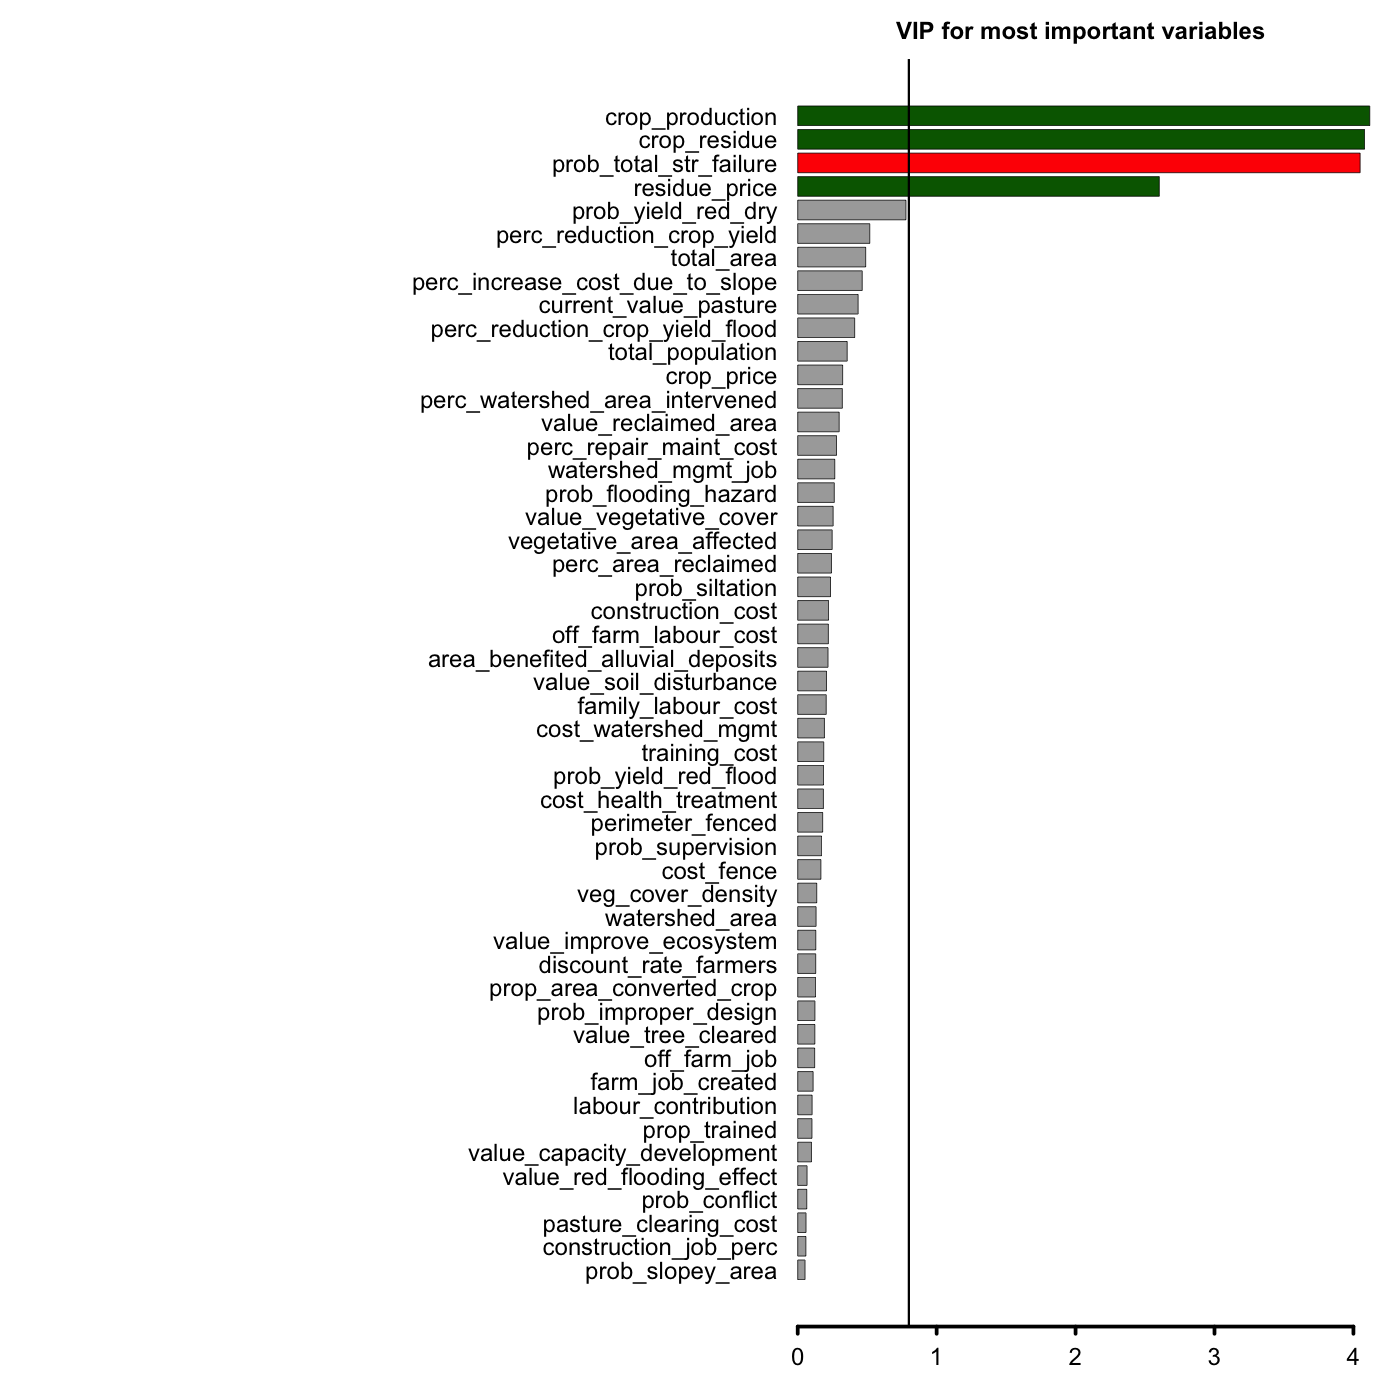 VIP for most important variables
crop_production
crop_residue
prob_total_str_failure
residue_price
prob_yield_red_dry
perc_reduction_crop_yield
total_area
perc_increase_cost_due_to_slope
current_value_pasture
perc_reduction_crop_yield_flood
total_population
crop_price
perc_watershed_area_intervened
value_reclaimed_area
perc_repair_maint_cost
watershed_mgmt_job
prob_flooding_hazard
value_vegetative_cover
vegetative_area_affected
perc_area_reclaimed
prob_siltation
construction_cost
off_farm_labour_cost
area_benefited_alluvial_deposits
value_soil_disturbance
family_labour_cost
cost_watershed_mgmt
training_cost
prob_yield_red_flood
cost_health_treatment
perimeter_fenced
prob_supervision
cost_fence
veg_cover_density
watershed_area
value_improve_ecosystem
discount_rate_farmers
prop_area_converted_crop
prob_improper_design
value_tree_cleared
off_farm_job
farm_job_created
labour_contribution
prop_trained
value_capacity_development
value_red_flooding_effect
prob_conflict
pasture_clearing_cost
construction_job_perc
prob_slopey_area
0 1 2 3 4